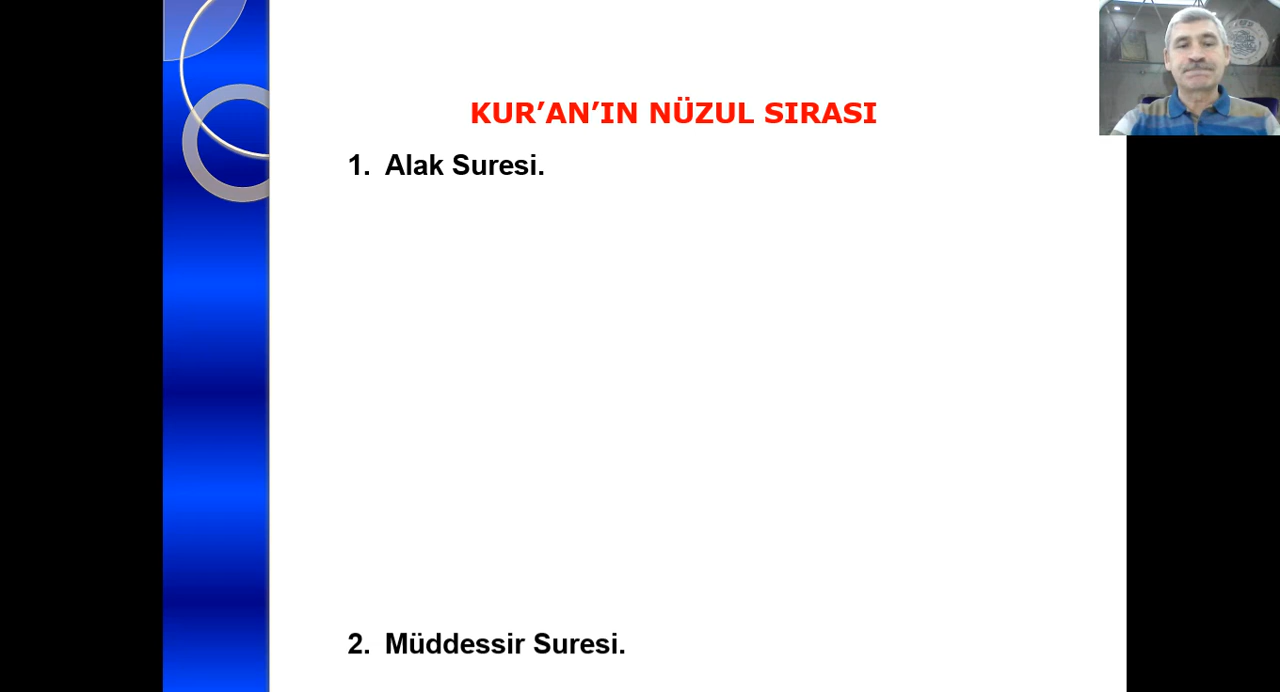 KUR’AN’IN NÜZUL SIRASI
1. Alak Suresi.
2. Müddessir Suresi.